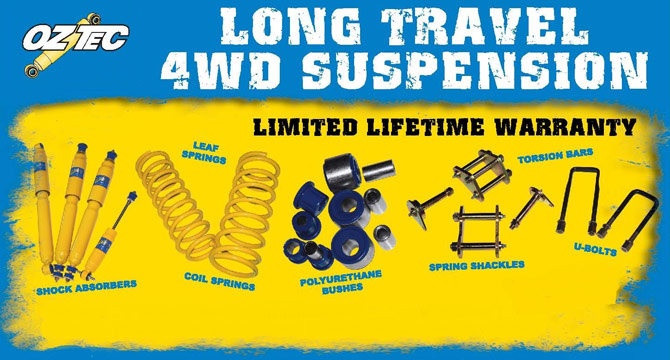 OZTEC
LONG TRAVEL
4WD SUSPENSION
LIMITED LIFETIME WARRANTY
LEAF
SPRINGS
TORSION BARS
U-BOLTS
SPRING SHACKLES
COIL SPRINGS
POLYURETHANE
BUSHES
SHOCK ABSORBERS